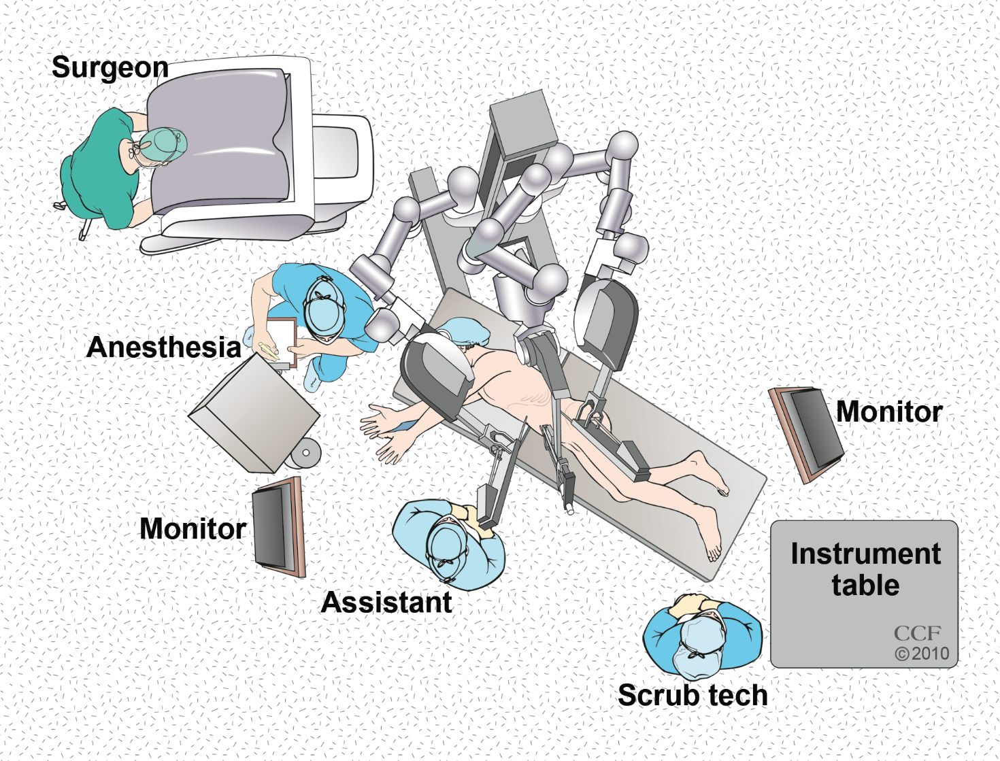 Surgeon
Anesthesia
Monitor
Monitor
Instrument
table
CCF
©2010
Assistant
Scrub tech